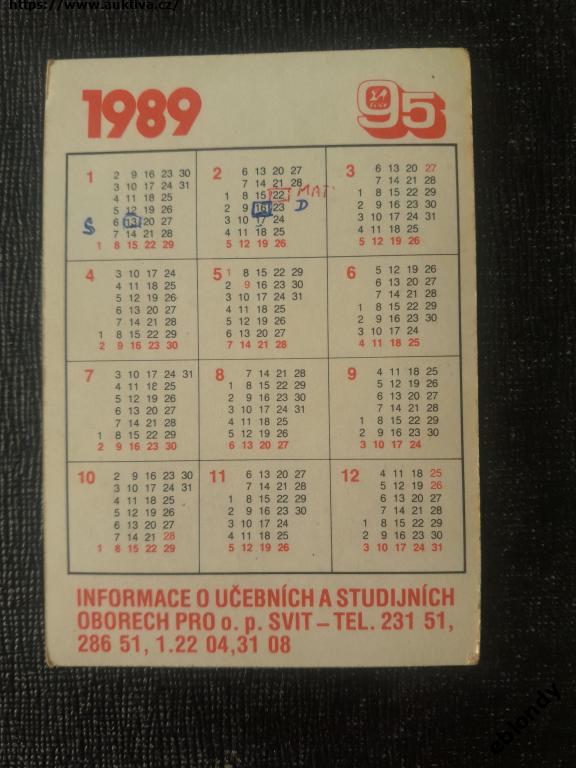 https://www.aukliva.cz/
1989
95
1 2 9 16 23 30
3 10 17 24 31
4 11 18 25
5 12 19 26
S 6 13 20 27
7 14 21 28
1 8 15 22 29
2 6 13 20 27
7 14 21 28
1 8 15 22 MAT
2 9 16 23 D
3 10 17 24
4 11 18 25
5 12 19 26
3 6 13 20 27
7 14 21 28
1 8 15 22 29
2 9 16 23 30
3 10 17 24 31
4 11 18 25
5 12 19 26
4 3 10 17 24
4 11 18 25
5 12 19 26
6 13 20 27
7 14 21 28
1 8 15 22 29
2 9 16 23 30
5 1 8 15 22 29
2 9 16 23 30
3 10 17 24 31
4 11 18 25
5 12 19 26
6 13 20 27
7 14 21 28
6 5 12 19 26
6 13 20 27
7 14 21 28
1 8 15 22 29
2 9 16 23 30
3 10 17 24
4 11 18 25
7 3 10 17 24 31
4 11 18 25
5 12 19 26
6 13 20 27
7 14 21 28
1 8 15 22 29
2 9 16 23 30
8 7 14 21 28
1 8 15 22 29
2 9 16 23 30
3 10 17 24 31
4 11 18 25
5 12 19 26
6 13 20 27
9 4 11 18 25
5 12 19 26
6 13 20 27
7 14 21 28
1 8 15 22 29
2 9 16 23 30
3 10 17 24
10 2 9 16 23 30
3 10 17 24 31
4 11 18 25
5 12 19 26
6 13 20 27
7 14 21 28
1 8 15 22 29
11 6 13 20 27
7 14 21 28
1 8 15 22 29
2 9 16 23 30
3 10 17 24
4 11 18 25
5 12 19 26
12 4 11 18 25
5 12 19 26
6 13 20 27
7 14 21 28
1 8 15 22 29
2 9 16 23 30
3 10 17 24 31
INFORMACE O UČEBNÍCH A STUDIJNÍCH
OBORECH PRO o. p. SVIT – TEL. 231 51,
286 51, 1.22 04, 31 08
eblondy